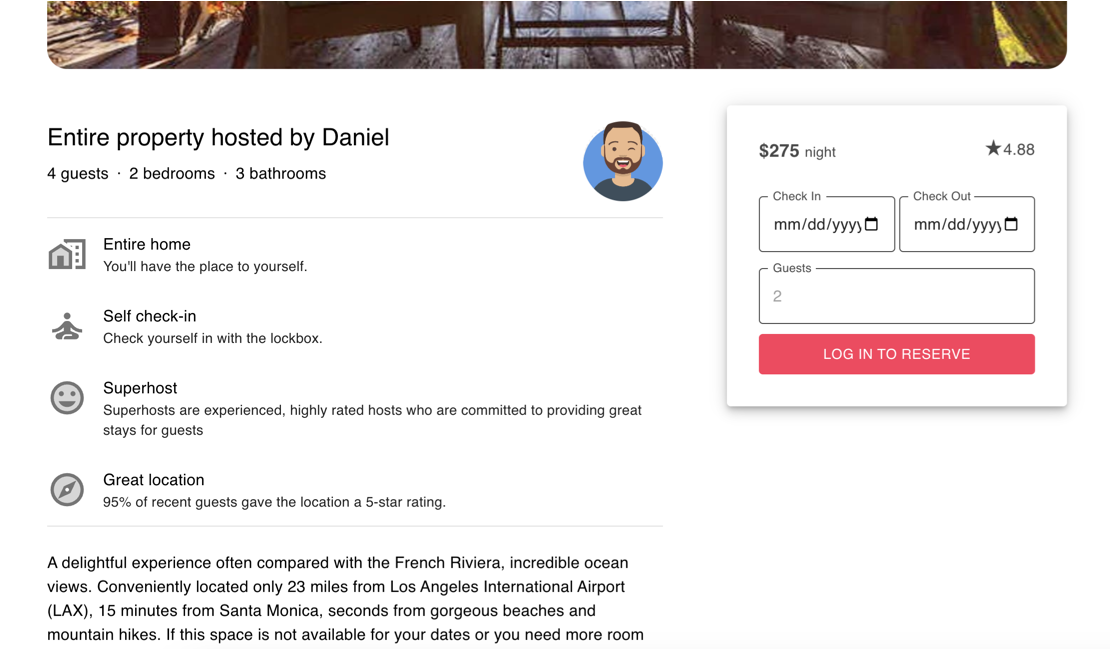 Entire property hosted by Daniel
4 guests · 2 bedrooms · 3 bathrooms
Entire home
You'll have the place to yourself.
Self check-in
Check yourself in with the lockbox.
Superhost
Superhosts are experienced, highly rated hosts who are committed to providing great
stays for guests
Great location
95% of recent guests gave the location a 5-star rating.
A delightful experience often compared with the French Riviera, incredible ocean
views. Conveniently located only 23 miles from Los Angeles International Airport
(LAX), 15 minutes from Santa Monica, seconds from gorgeous beaches and
mountain hikes. If this space is not available for your dates or you need more room
$275 night ★4.88
Check In Check Out
mm/dd/yyyy mm/dd/yyyy
Guests
2
LOG IN TO RESERVE